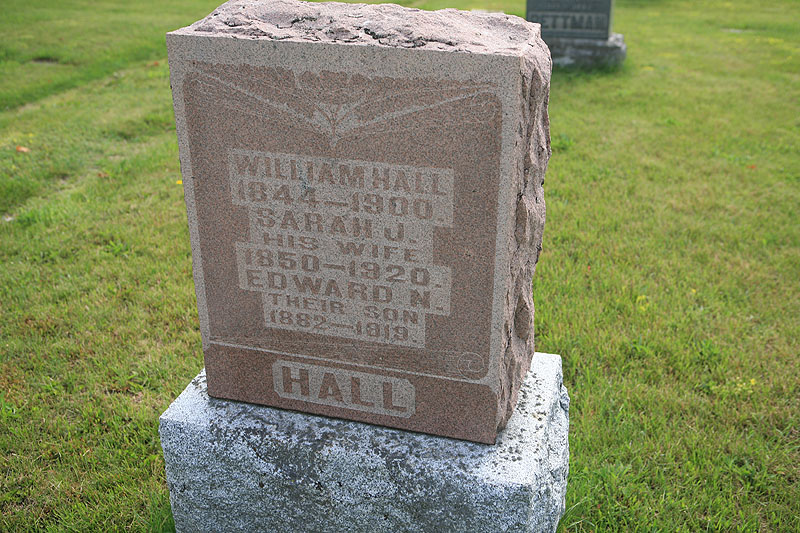 WILLIAM HALL
1844–1900.
SARAH J.
HIS WIFE
1850–1920.
EDWARD N.
THEIR SON
1882–1919.
HALL